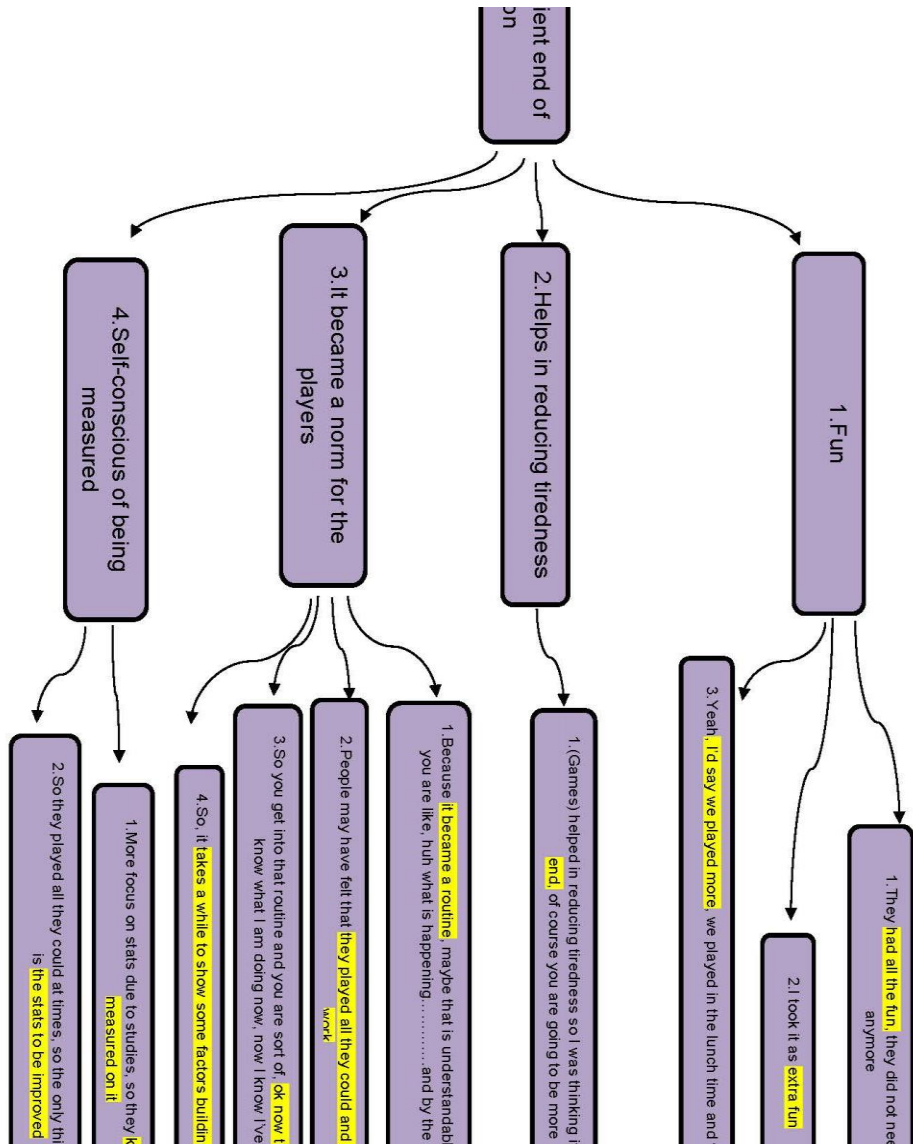 ient end of
on
1.Fun
1. They had all the fun, they did not nee
anymore
2.I took it as extra fun
3.Yeah, I'd say we played more, we played in the lunch time and
2.Helps in reducing tiredness
1.(Games) helped in reducing tiredness so I was thinking i
end, of course you are going to be more
3.It became a norm for the
players
1.Because it became a routine, maybe that is understandabl
you are like, huh what is happening.............and by the
2.People may have felt that they played all they could and
work
3.So you get into that routine and you are sort of, ok now t
know what I am doing now, now I know I've
4.So, it takes a while to show some factors buildin
4.Self-conscious of being
measured
1.More focus on stats due to studies, so they k
measured on it
2.So they played all they could at times, so the only thi
is the stats to be improved